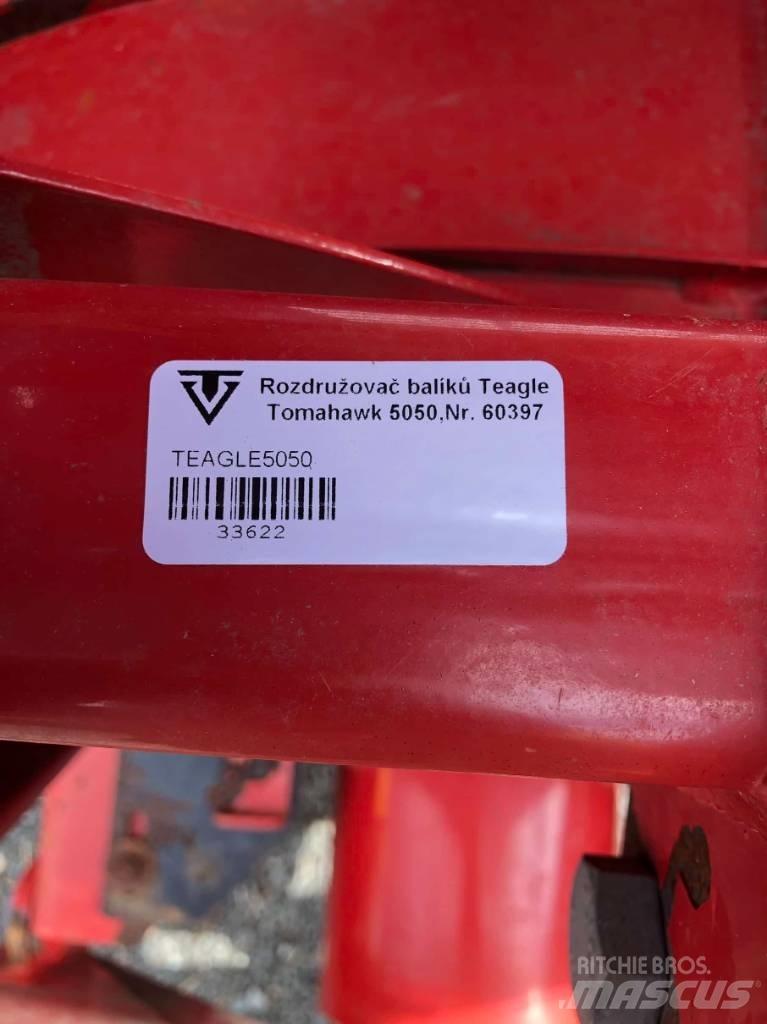 Rozdružovač balíků Teagle
Tomahawk 5050,Nr. 60397
TEAGLE5050
33622
RITCHIE BROS.
MASCUS